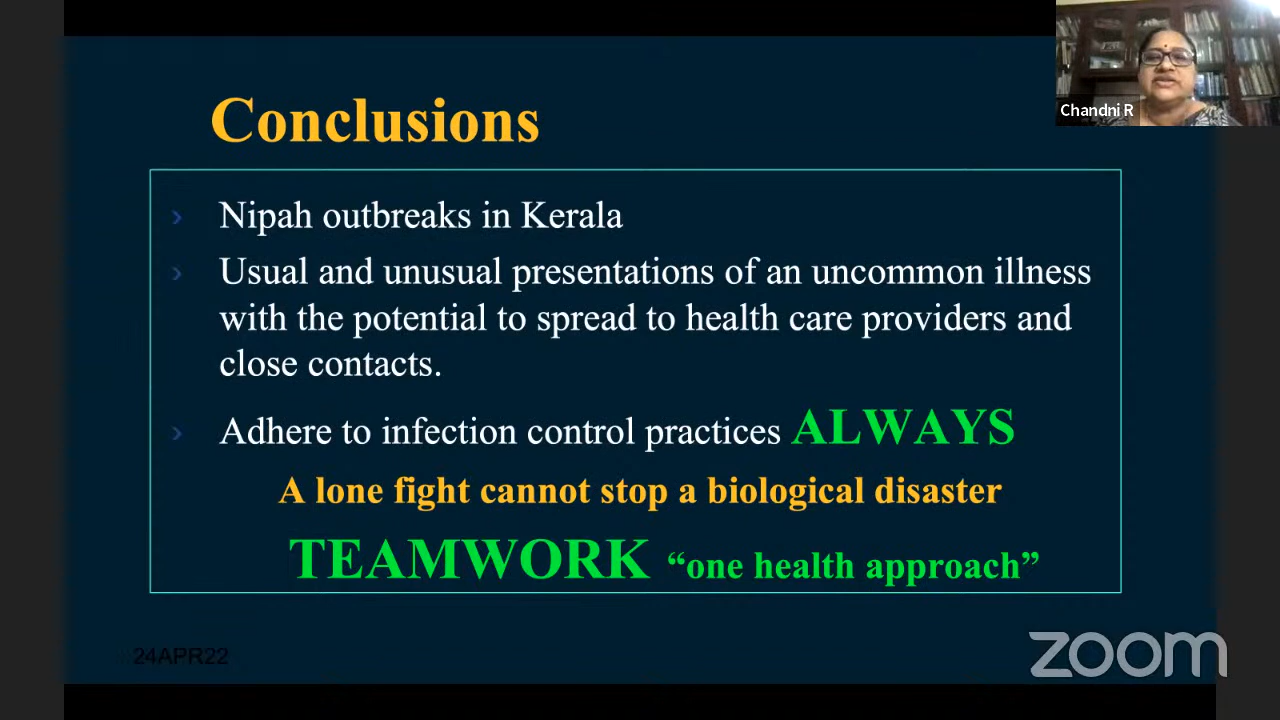 Chandni R
Conclusions
› Nipah outbreaks in Kerala
› Usual and unusual presentations of an uncommon illness
with the potential to spread to health care providers and
close contacts.
› Adhere to infection control practices ALWAYS
A lone fight cannot stop a biological disaster
TEAMWORK “one health approach”
24APR22
zoom